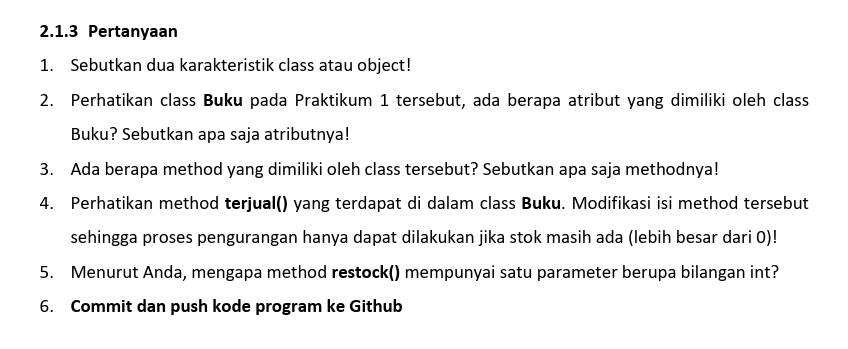 2.1.3 Pertanyaan
1. Sebutkan dua karakteristik class atau object!
2. Perhatikan class Buku pada Praktikum 1 tersebut, ada berapa atribut yang dimiliki oleh class
Buku? Sebutkan apa saja atributnya!
3. Ada berapa method yang dimiliki oleh class tersebut? Sebutkan apa saja methodnya!
4. Perhatikan method terjual() yang terdapat di dalam class Buku. Modifikasi isi method tersebut
sehingga proses pengurangan hanya dapat dilakukan jika stok masih ada (lebih besar dari 0)!
5. Menurut Anda, mengapa method restock() mempunyai satu parameter berupa bilangan int?
6. Commit dan push kode program ke Github